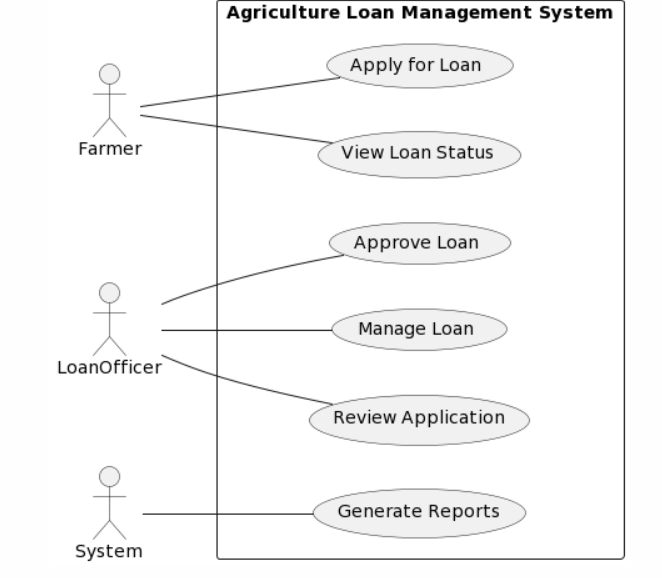 Agriculture Loan Management System
Apply for Loan
Farmer
View Loan Status
Approve Loan
LoanOfficer
Manage Loan
Review Application
System
Generate Reports